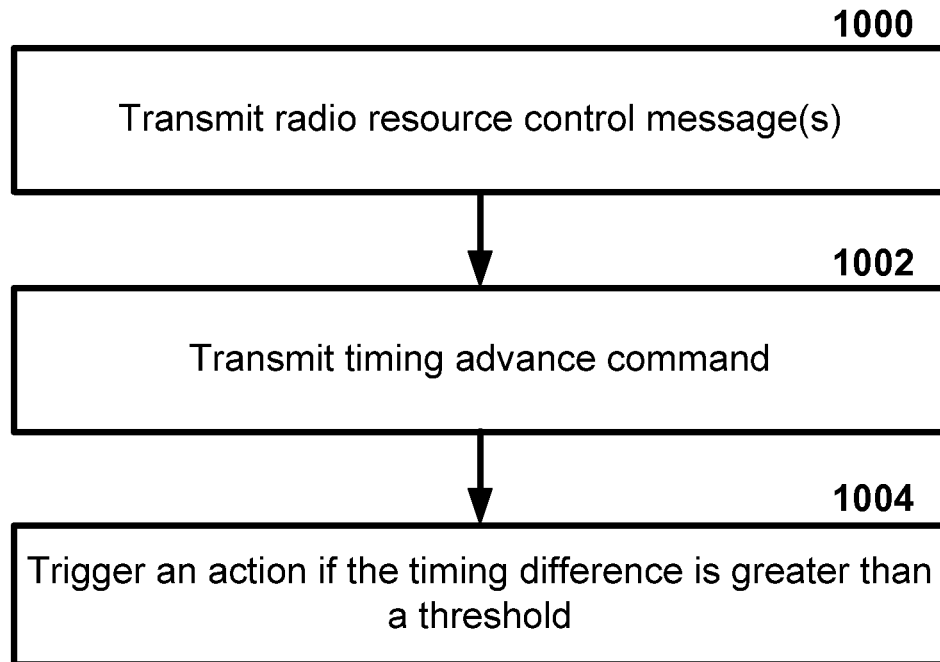 1000
Transmit radio resource control message(s)
1002
Transmit timing advance command
1004
Trigger an action if the timing difference is greater than
a threshold